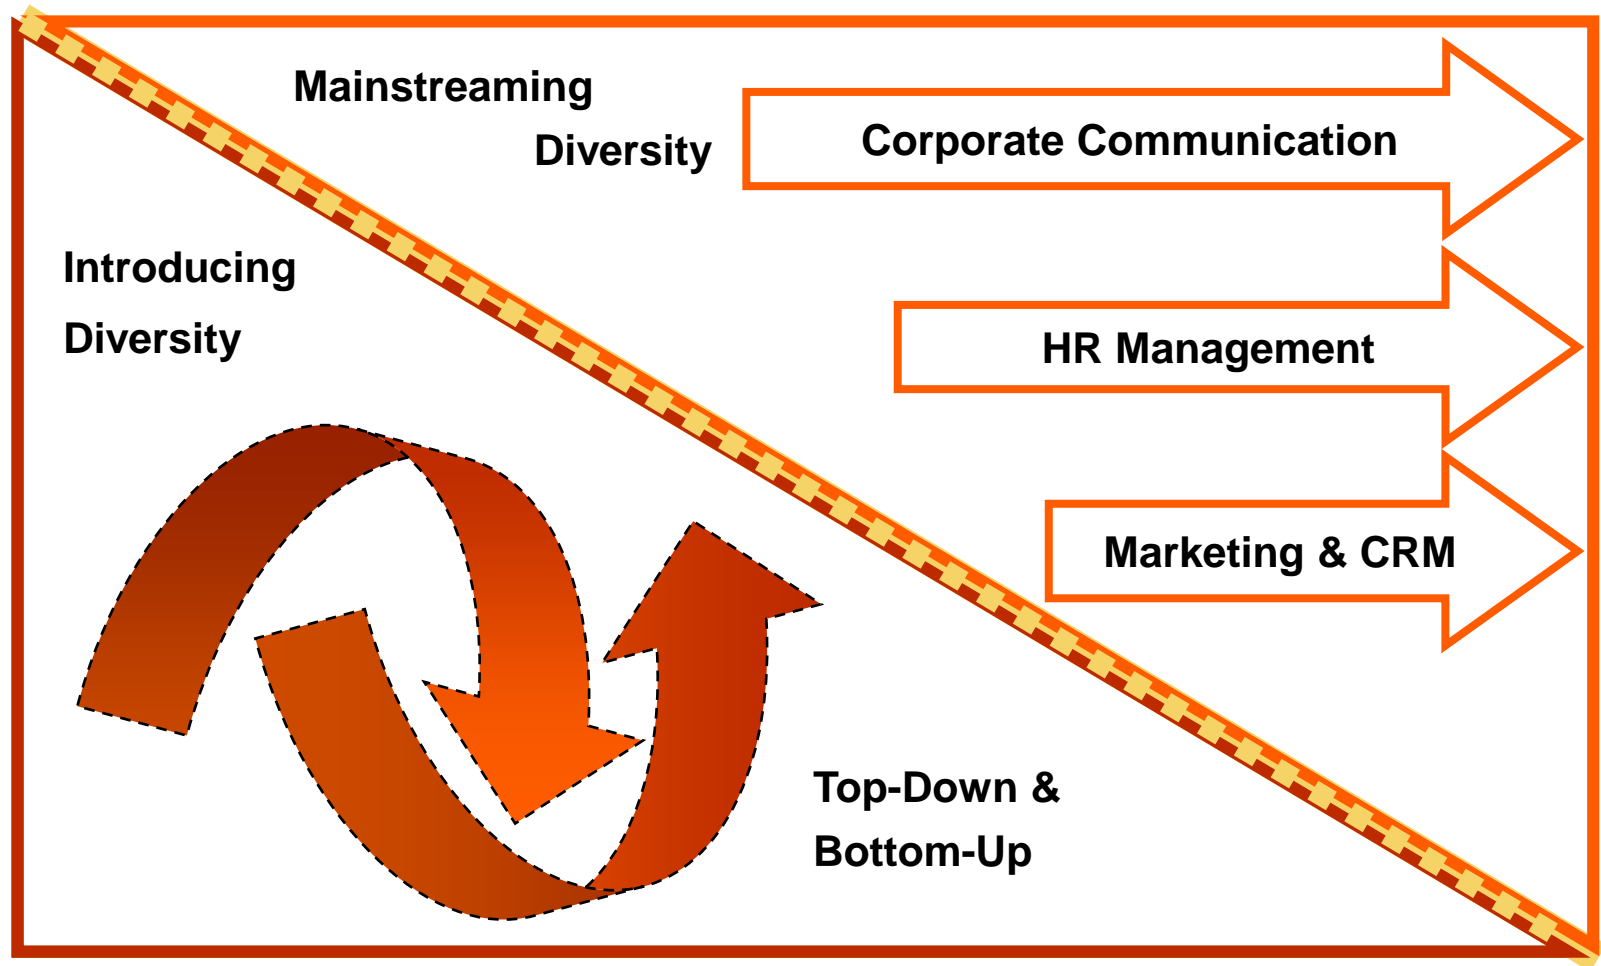 Mainstreaming
Diversity
Corporate Communication
Introducing
Diversity
HR Management
Marketing & CRM
Top-Down &
Bottom-Up